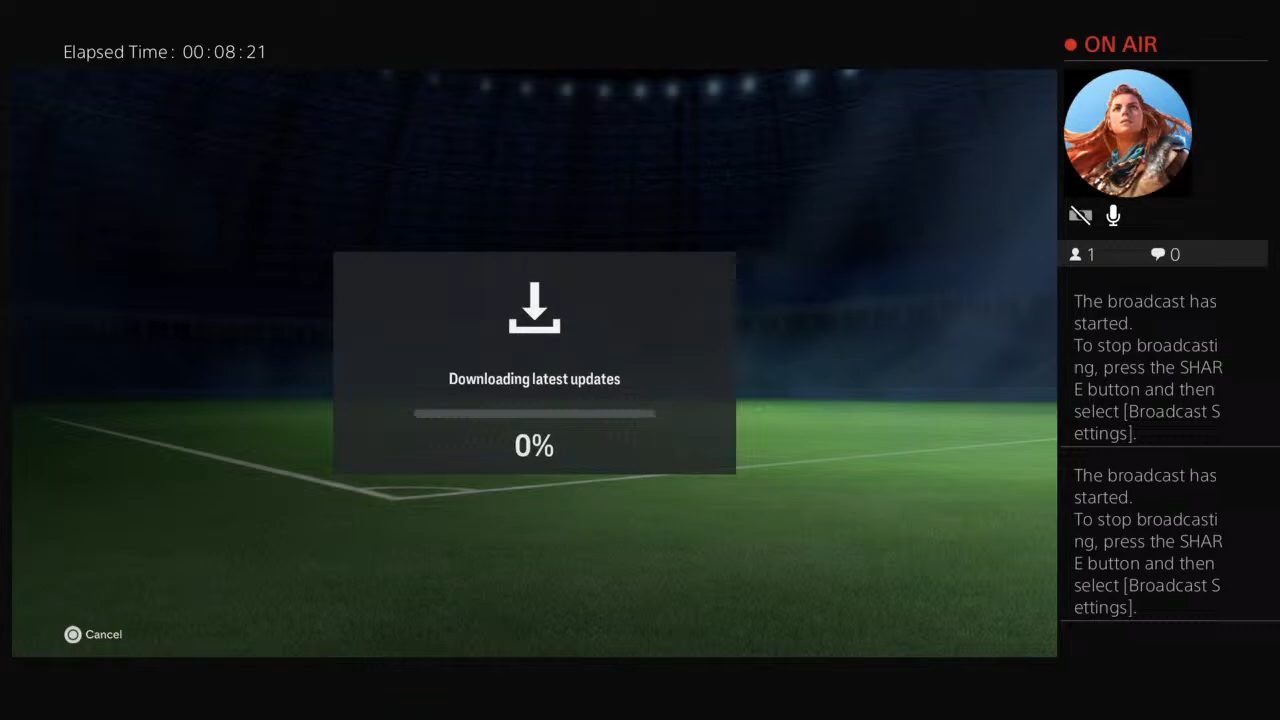 Elapsed Time: 00:08:21
ON AIR
1
0
Downloading latest updates
0%
Cancel
The broadcast has
started.
To stop broadcasti
ng, press the SHAR
E button and then
select [Broadcast S
ettings].
The broadcast has
started.
To stop broadcasti
ng, press the SHAR
E button and then
select [Broadcast S
ettings].